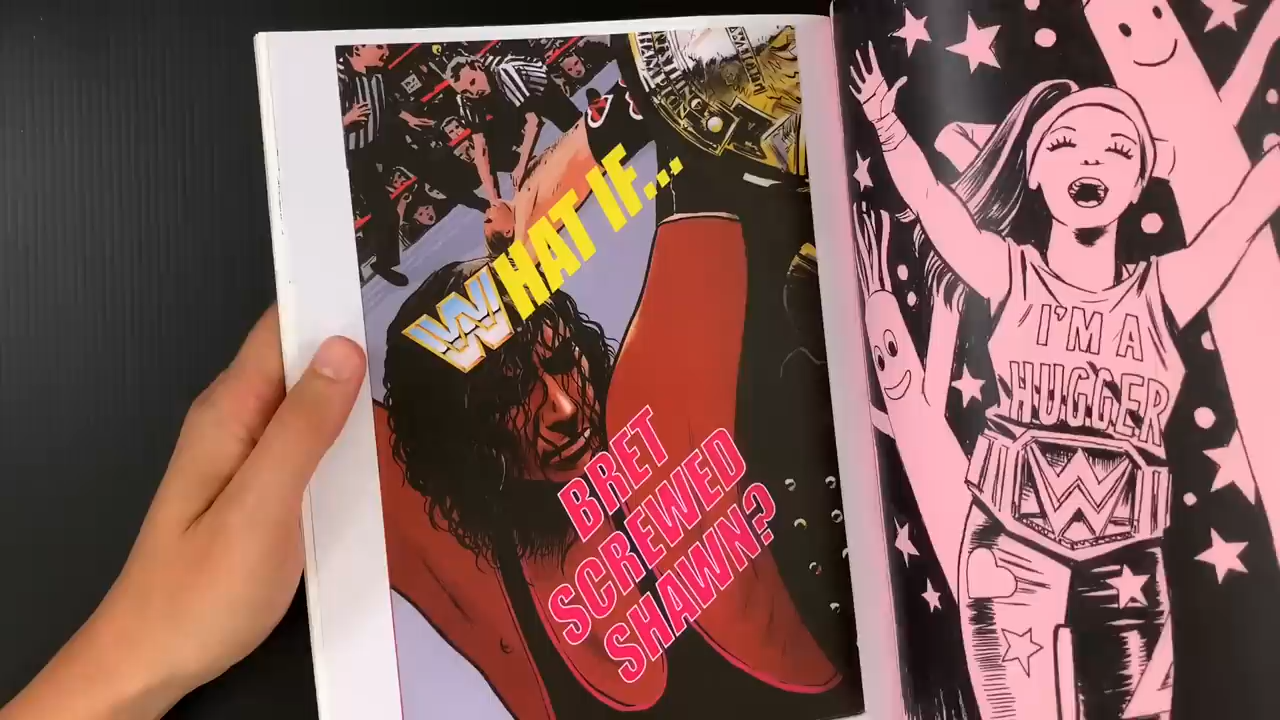 WHAT IF...
BRET
SCREWED
SHAWN?
I'M A
HUGGER
W